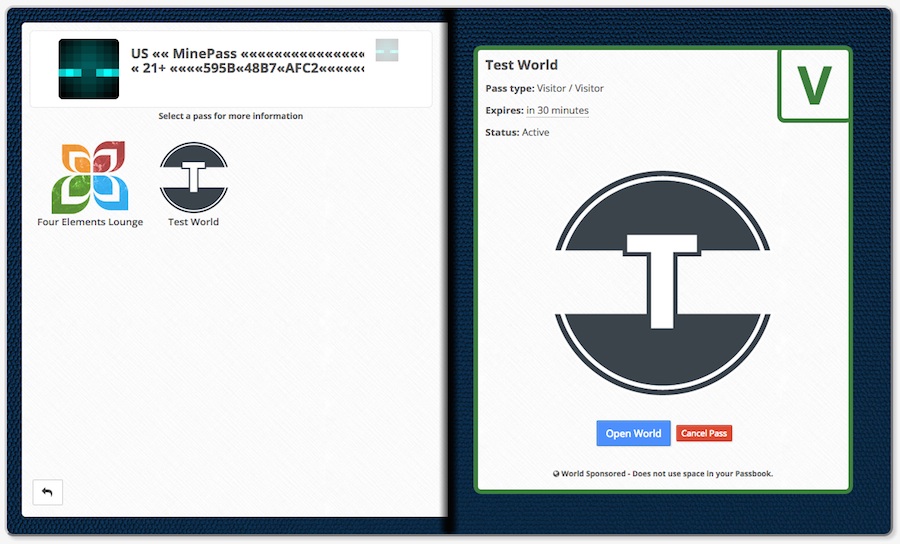 US «« MinePass «««««««««««««««
« 21+ ««««595B«48B7«AFC2««««««
Select a pass for more information
Four Elements Lounge
T
Test World
Test World
V
Pass type: Visitor / Visitor
Expires: in 30 minutes
Status: Active
T
Open World Cancel Pass
World Sponsored - Does not use space in your Passbook.